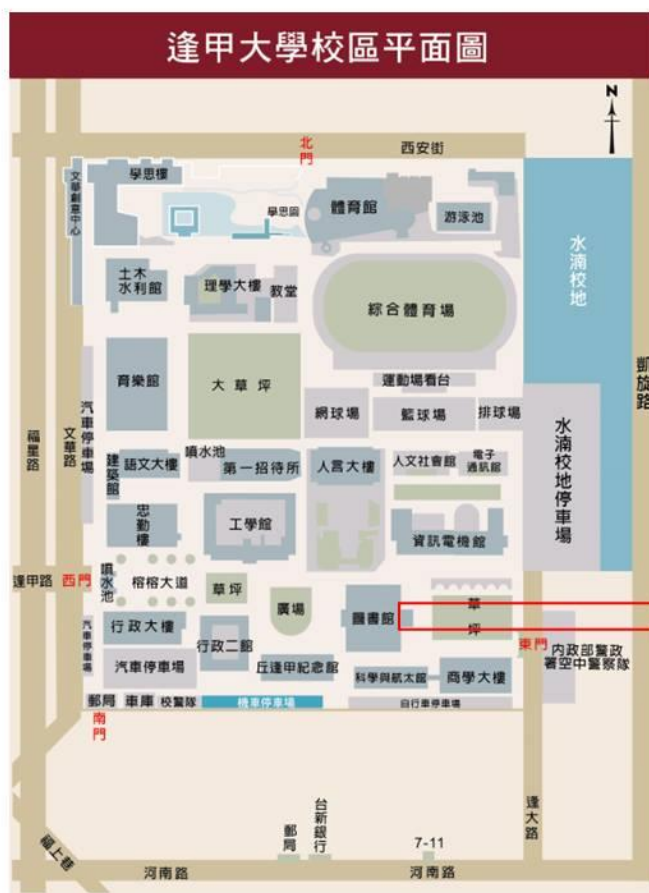 逢甲大學校區平面圖
N
北門
西安街
文華創意中心
學思樓
學思園
體育館
游泳池
水湳校地
土木
水利館
理學大樓
教堂
綜合體育場
凱旋路
育樂館
大草坪
運動場看台
網球場
籃球場
排球場
水湳校地停車場
福星路
文華路
汽車停車場
建築館
語文大樓
噴水池
第一招待所
人言大樓
人文社會館
電子
通訊館
忠勤樓
工學館
資訊電機館
逢甲路
西門
噴水池
榕榕大道
草坪
廣場
圖書館
草坪
東門
內政部警政
署空中警察隊
汽車停車場
行政大樓
行政二館
汽車停車場
丘逢甲紀念館
科學與航太館
商學大樓
郵局
車庫
校警隊
機車停車場
自行車停車場
南門
逢大路
郵局
台新銀行
7-11
福上巷
河南路
河南路